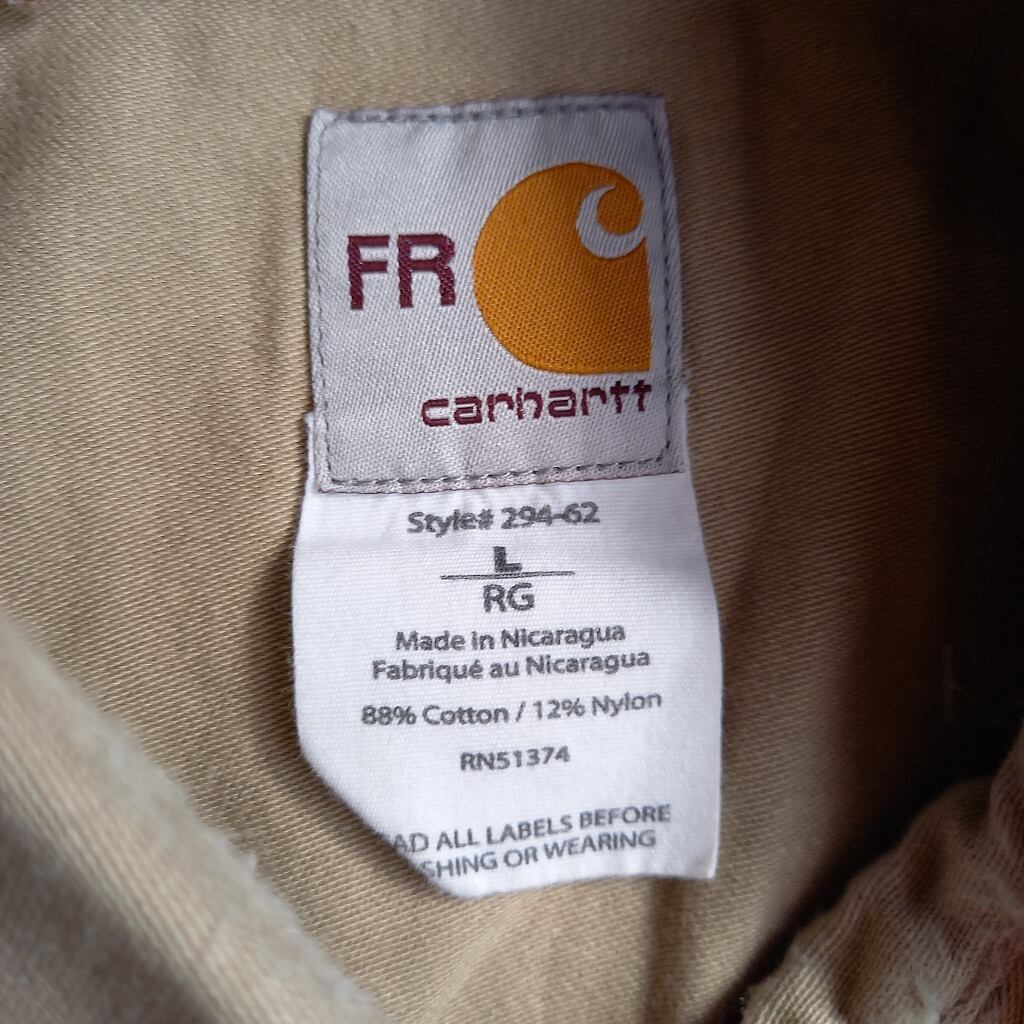 FR
carhartt
Style# 294-62
L
RG
Made in Nicaragua
Fabriqué au Nicaragua
88% Cotton / 12% Nylon
RN51374
ALL LABELS BEFORE
OR WEARING